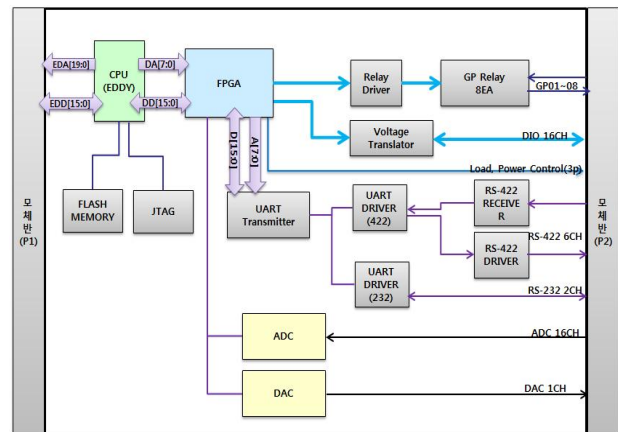 모체반
(P1)
EDA[19:0]
EDD[15:0]
CPU
(EDDY)
DA[7:0]
DD[15:0]
FPGA
FLASH
MEMORY
JTAG
D[15:0]
A[7:0]
Relay
Driver
GP Relay
8EA
GP01~08
Voltage
Translator
DIO 16CH
Load, Power Control(3p)
UART
Transmitter
UART
DRIVER
(422)
RS-422
RECEIVE
R
RS-422 6CH
RS-422
DRIVER
UART
DRIVER
(232)
RS-232 2CH
ADC
ADC 16CH
DAC
DAC 1CH
모체반
(P2)